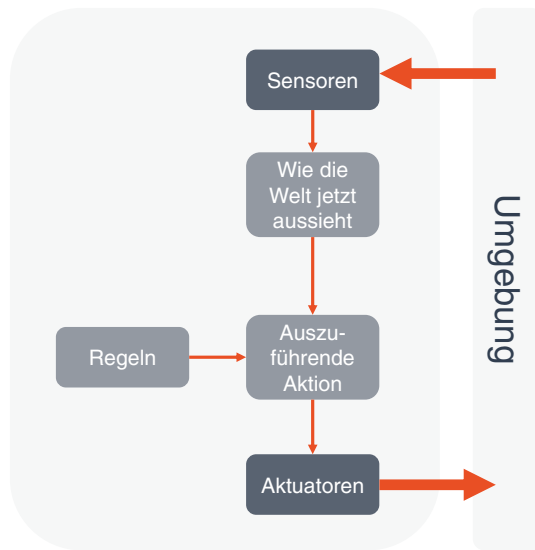 Sensoren
Wie die
Welt jetzt
aussieht
Umgebung
Regeln
Auszu-
führende
Aktion
Aktuatoren